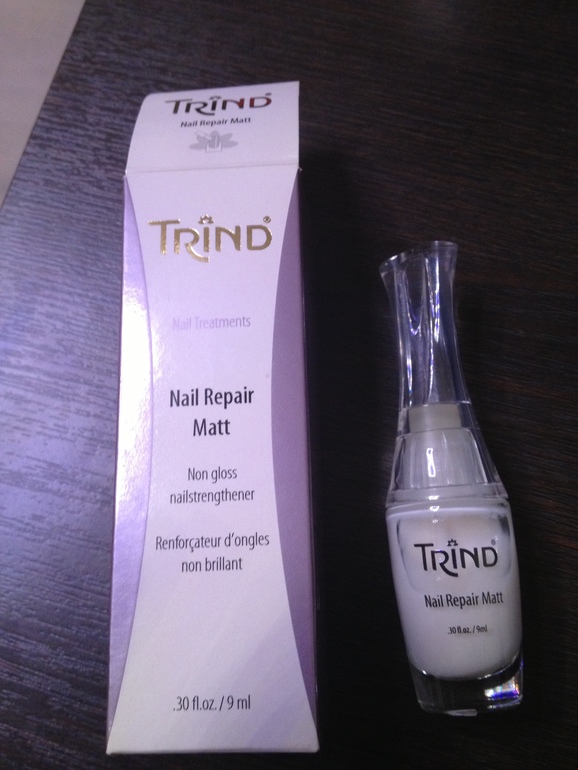 TRIND®
Nail Repair Matt
TRIND®
Nail Treatments
Nail Repair
Matt
Non gloss
nailstrengthener
Renforçateur d'ongles
non brillant
.30 fl.oz. / 9 ml
TRIND®
Nail Repair Matt
.30 fl.oz. / 9ml